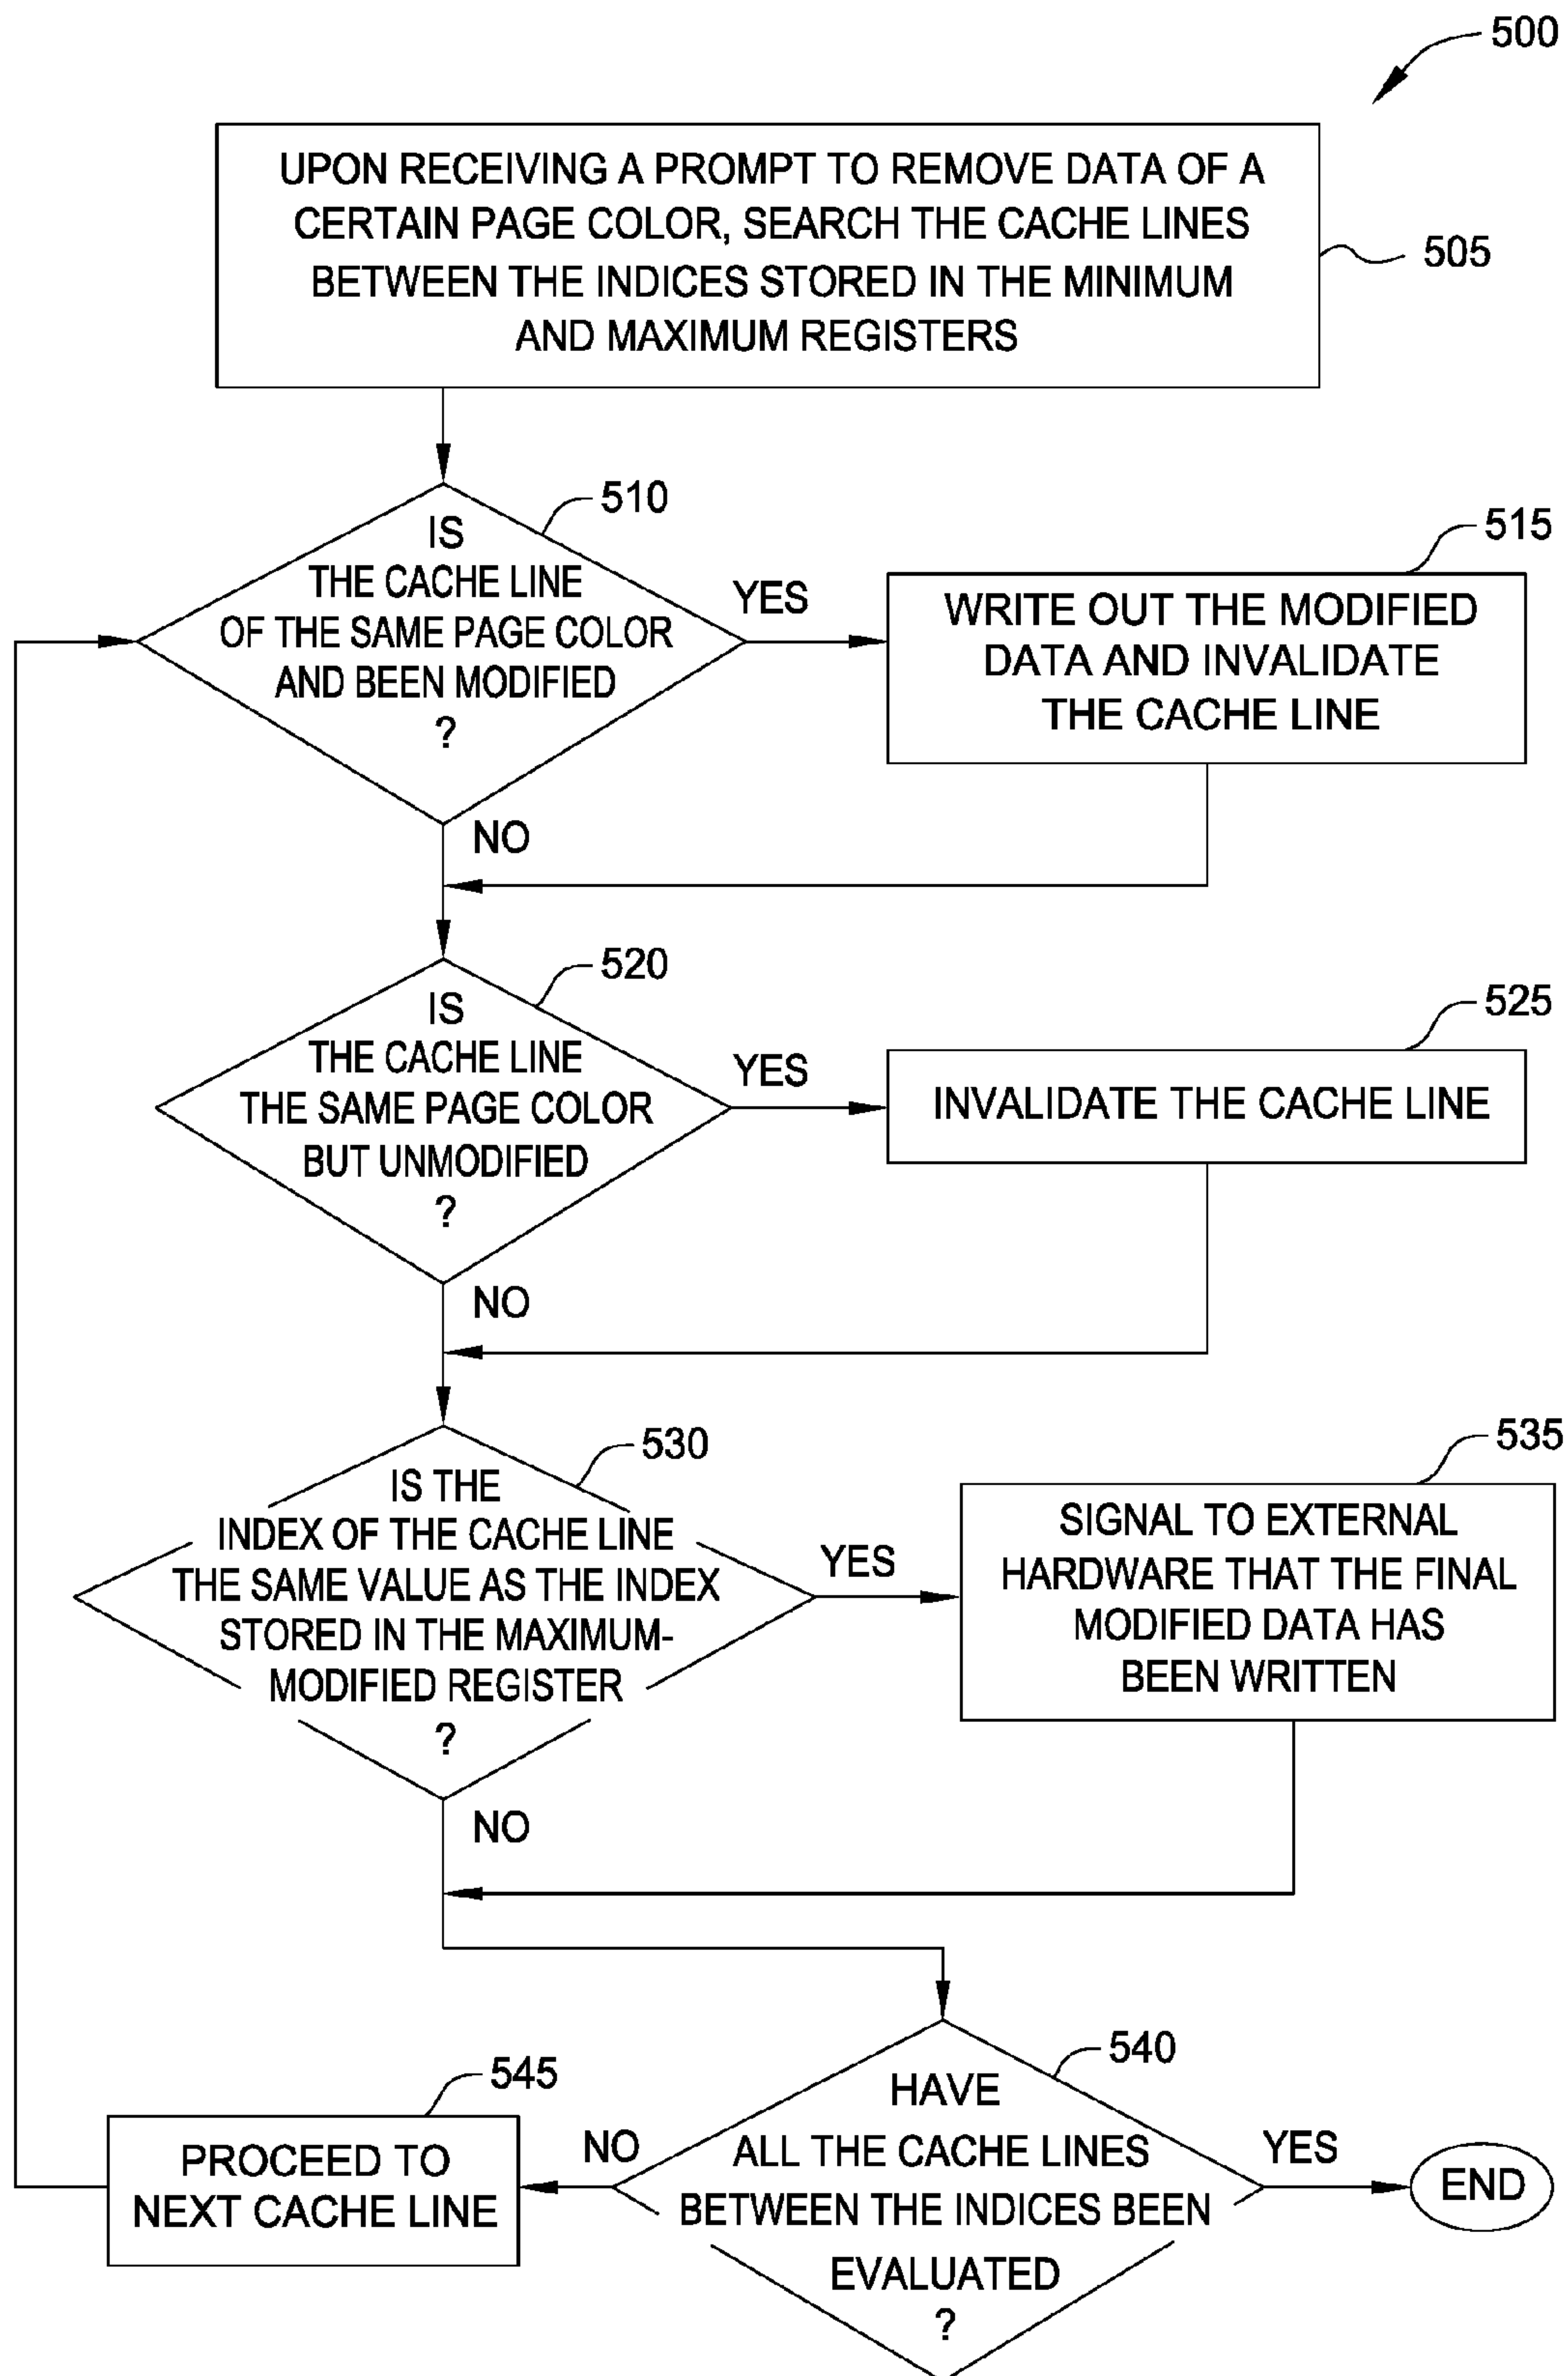 500
UPON RECEIVING A PROMPT TO REMOVE DATA OF A
CERTAIN PAGE COLOR, SEARCH THE CACHE LINES
BETWEEN THE INDICES STORED IN THE MINIMUM
AND MAXIMUM REGISTERS
505
510
IS
THE CACHE LINE
OF THE SAME PAGE COLOR
AND BEEN MODIFIED
?
YES
NO
515
WRITE OUT THE MODIFIED
DATA AND INVALIDATE
THE CACHE LINE
520
IS
THE CACHE LINE
THE SAME PAGE COLOR
BUT UNMODIFIED
?
YES
NO
525
INVALIDATE THE CACHE LINE
530
IS THE
INDEX OF THE CACHE LINE
THE SAME VALUE AS THE INDEX
STORED IN THE MAXIMUM-
MODIFIED REGISTER
?
YES
NO
535
SIGNAL TO EXTERNAL
HARDWARE THAT THE FINAL
MODIFIED DATA HAS
BEEN WRITTEN
540
HAVE
ALL THE CACHE LINES
BETWEEN THE INDICES BEEN
EVALUATED
?
NO
YES
545
PROCEED TO
NEXT CACHE LINE
END